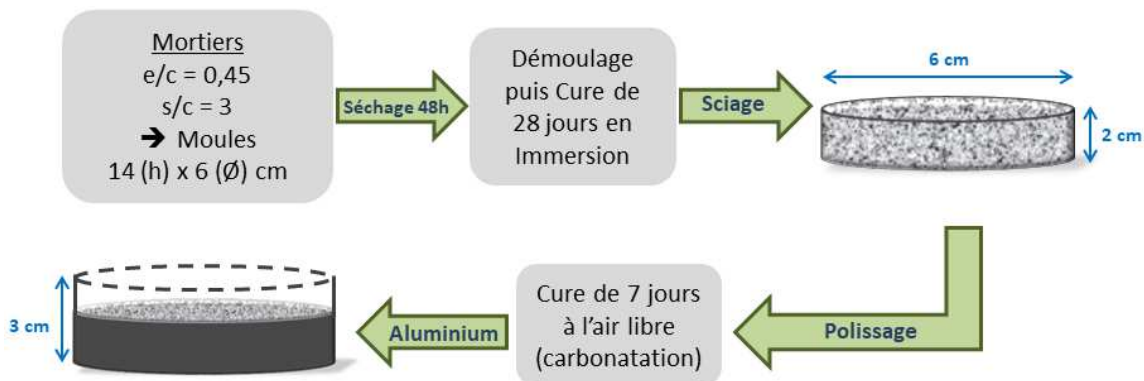 Mortiers
e/c = 0,45
s/c = 3
➔ Moules
14 (h) x 6 (Ø) cm
Séchage 48h
Démoulage
puis Cure de
28 jours en
Immersion
Sciage
6 cm
2 cm
Polissage
Cure de 7 jours
à l'air libre
(carbonatation)
Aluminium
3 cm